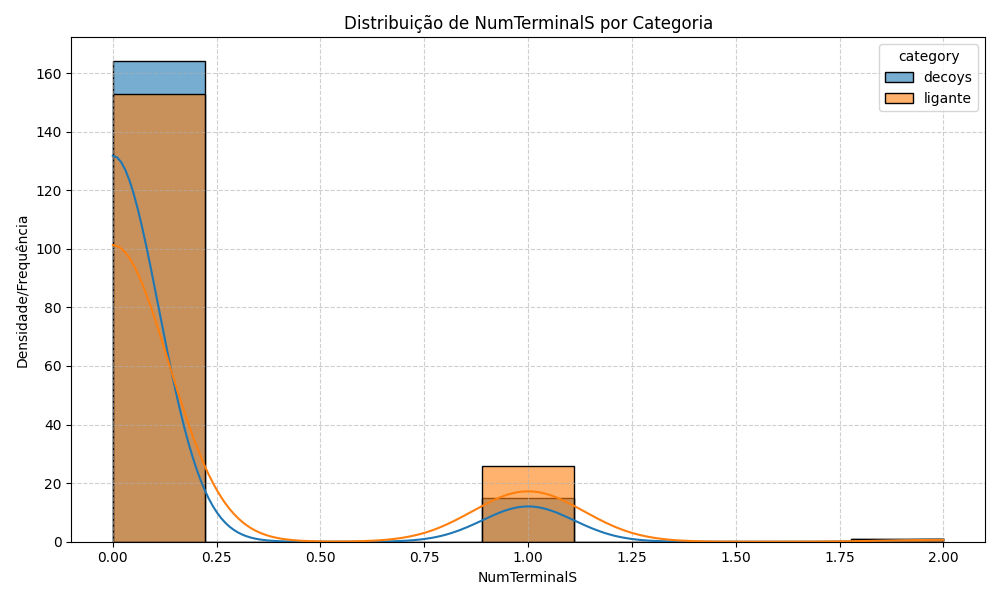 Distribuição de NumTerminalS por Categoria
category
decoys
ligante
Densidade/Frequência
160
140
120
100
80
60
40
20
0
0.00 0.25 0.50 0.75 1.00 1.25 1.50 1.75 2.00
NumTerminalS